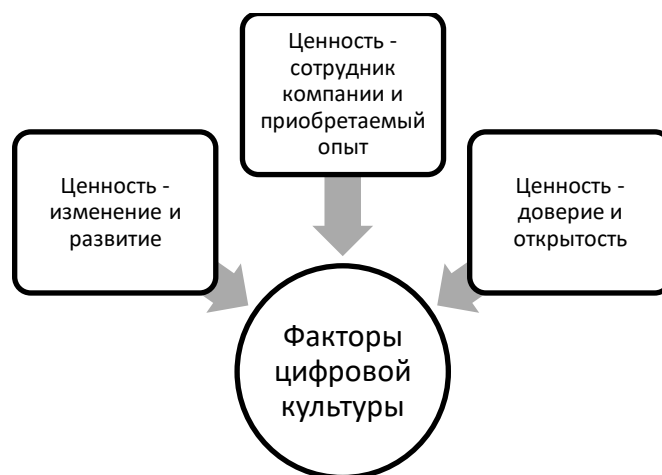 Ценность -
изменение и
развитие
Ценность -
сотрудник
компании и
приобретаемый
опыт
Ценность -
доверие и
открытость
Факторы
цифровой
культуры